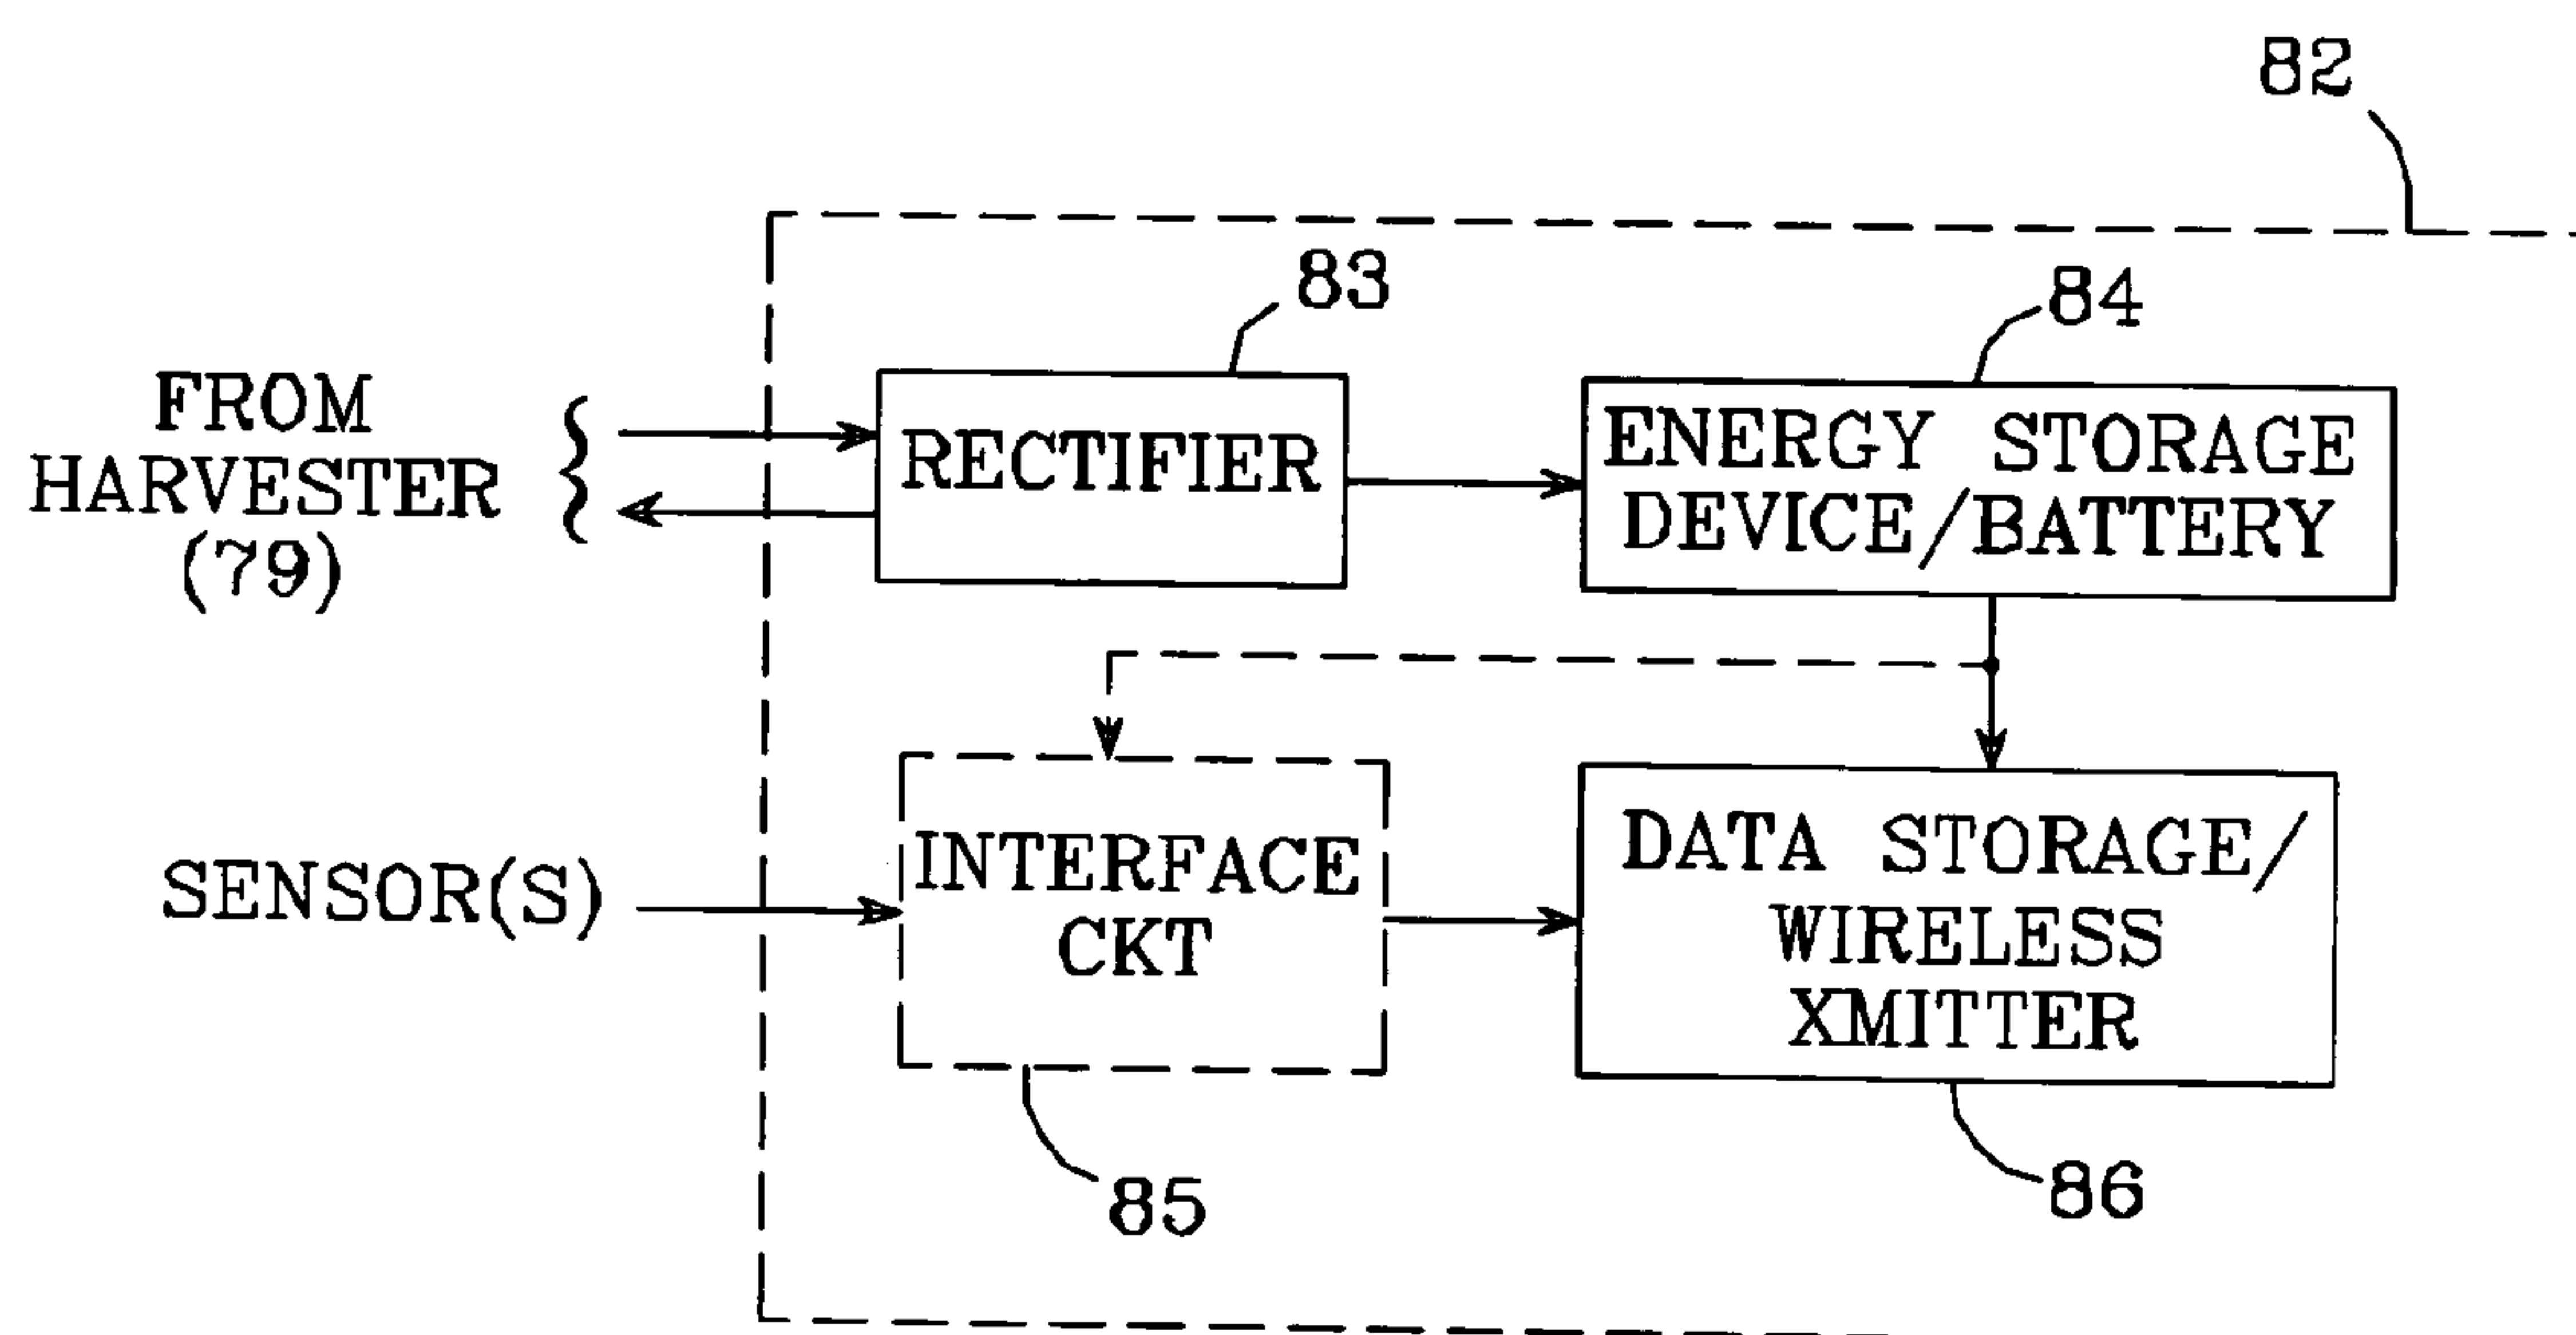 82
83
84
FROM
HARVESTER
(79)
RECTIFIER
ENERGY STORAGE
DEVICE/BATTERY
SENSOR(S)
INTERFACE
CKT
DATA STORAGE/
WIRELESS
XMITTER
85
86